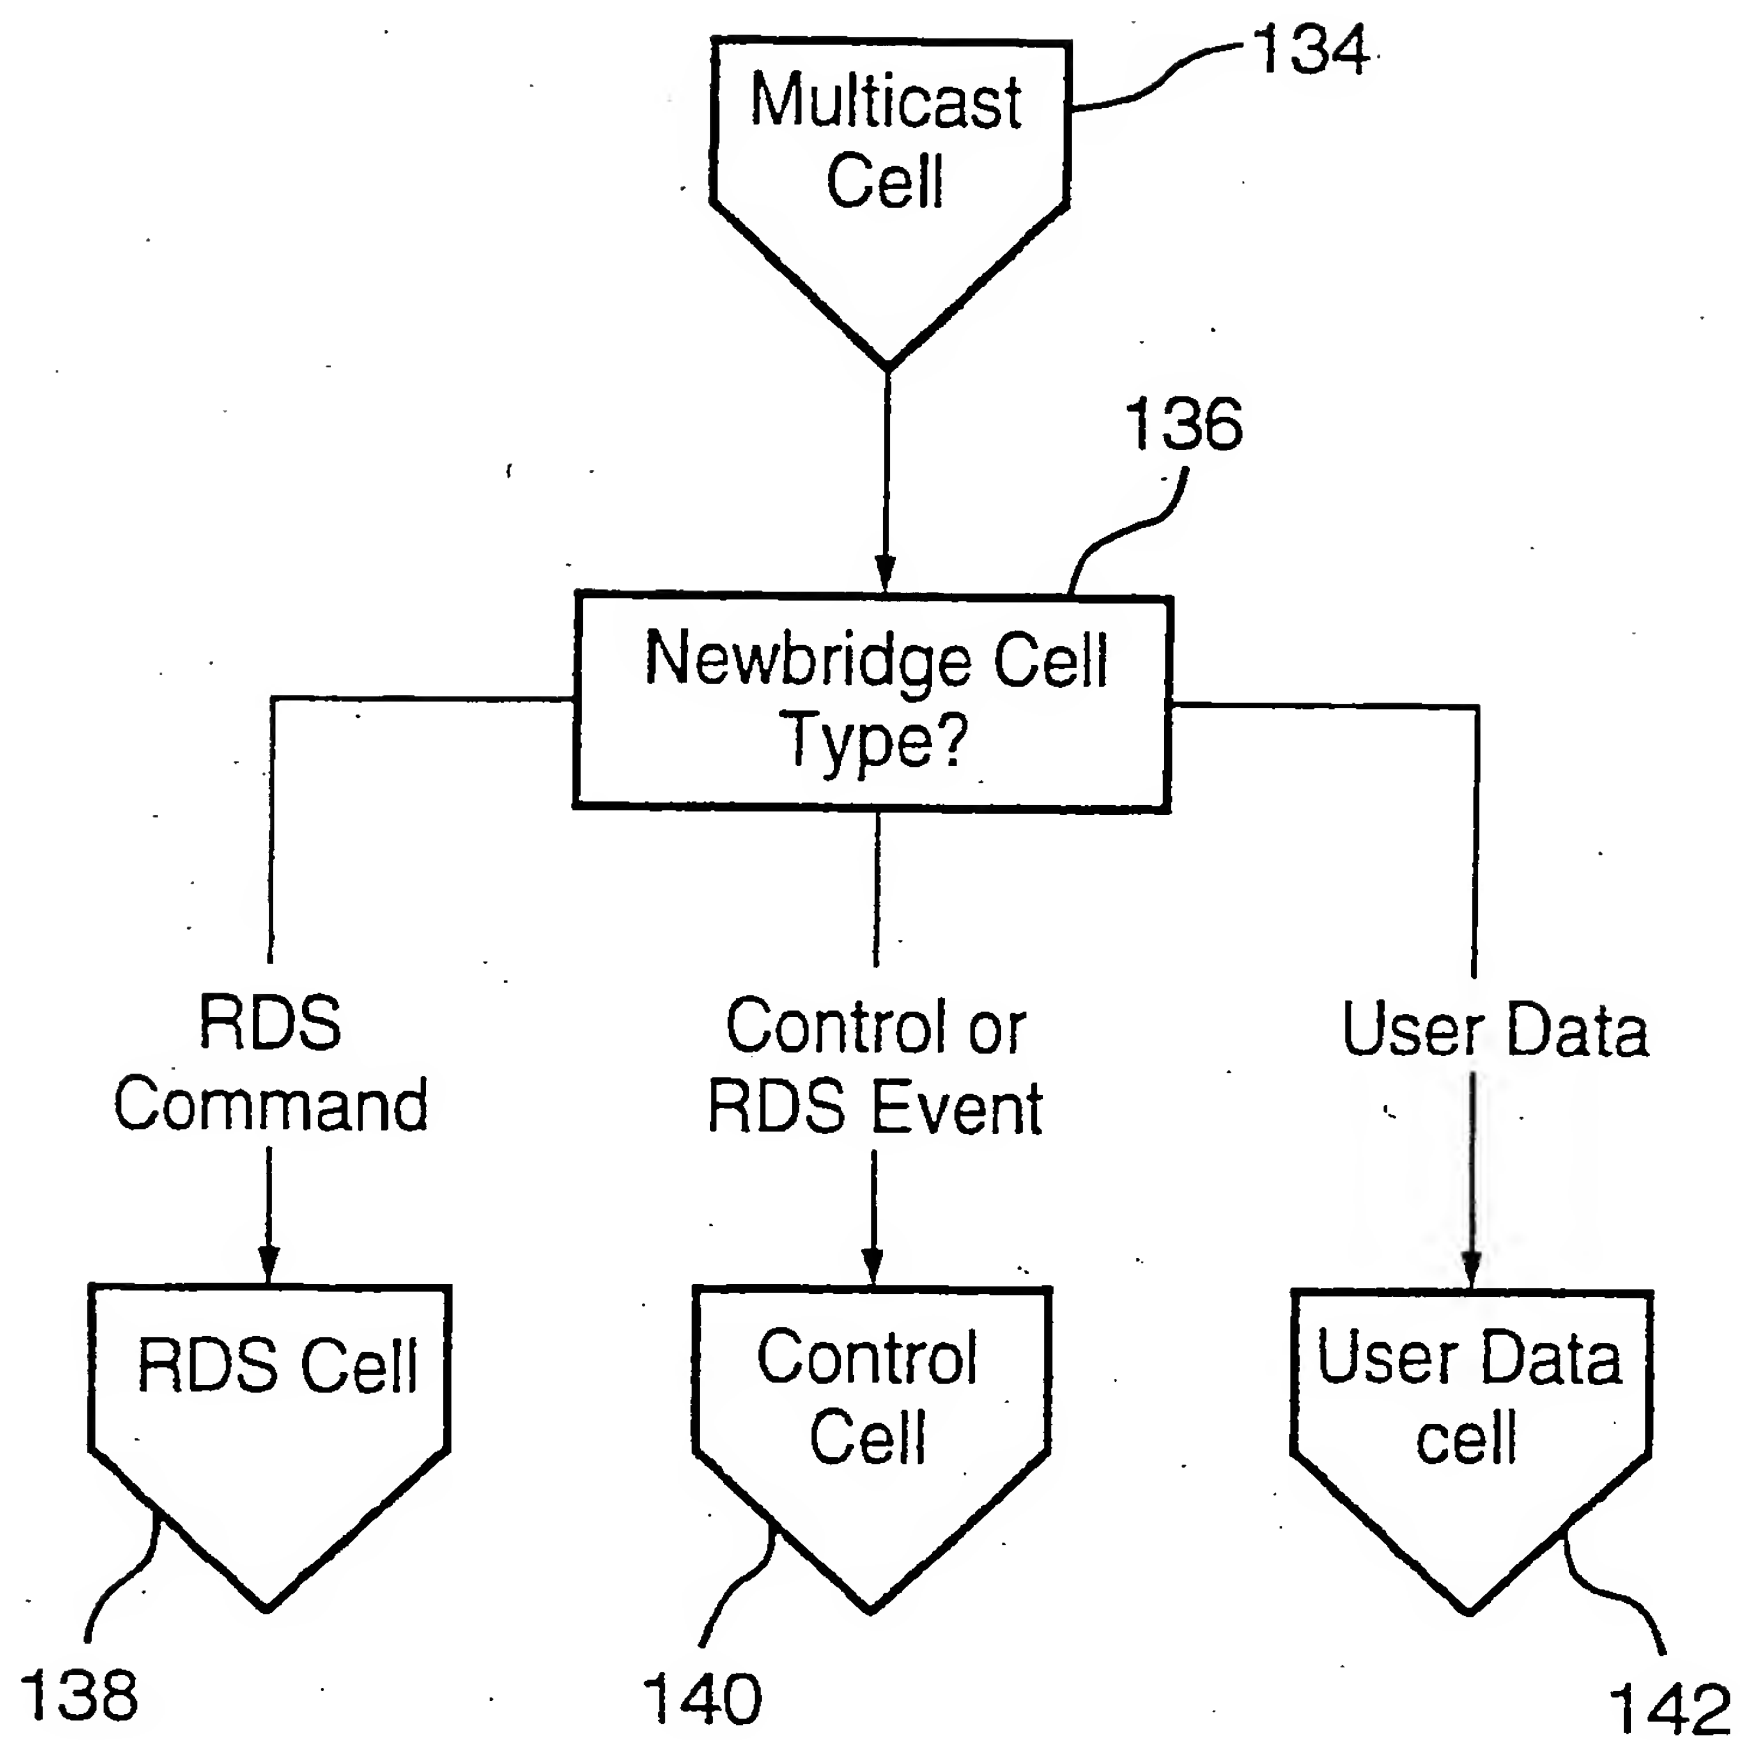 134
Multicast
Cell
136
Newbridge Cell
Type?
RDS
Command
Control or
RDS Event
User Data
RDS Cell
Control
Cell
User Data
cell
138
140
142